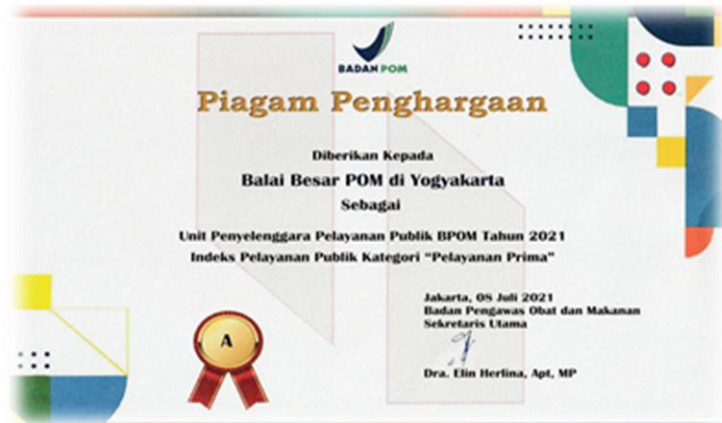 BADAN POM
Piagam Penghargaan
Diberikan Kepada
Balai Besar POM di Yogyakarta
Sebagai
Unit Penyelenggara Pelayanan Publik BPOM Tahun 2021
Indeks Pelayanan Publik Kategori "Pelayanan Prima"
Jakarta, 08 Juli 2021
Badan Pengawas Obat dan Makanan
Sekretaris Utama
A
Dra. Elin Herlina, Apt, MP